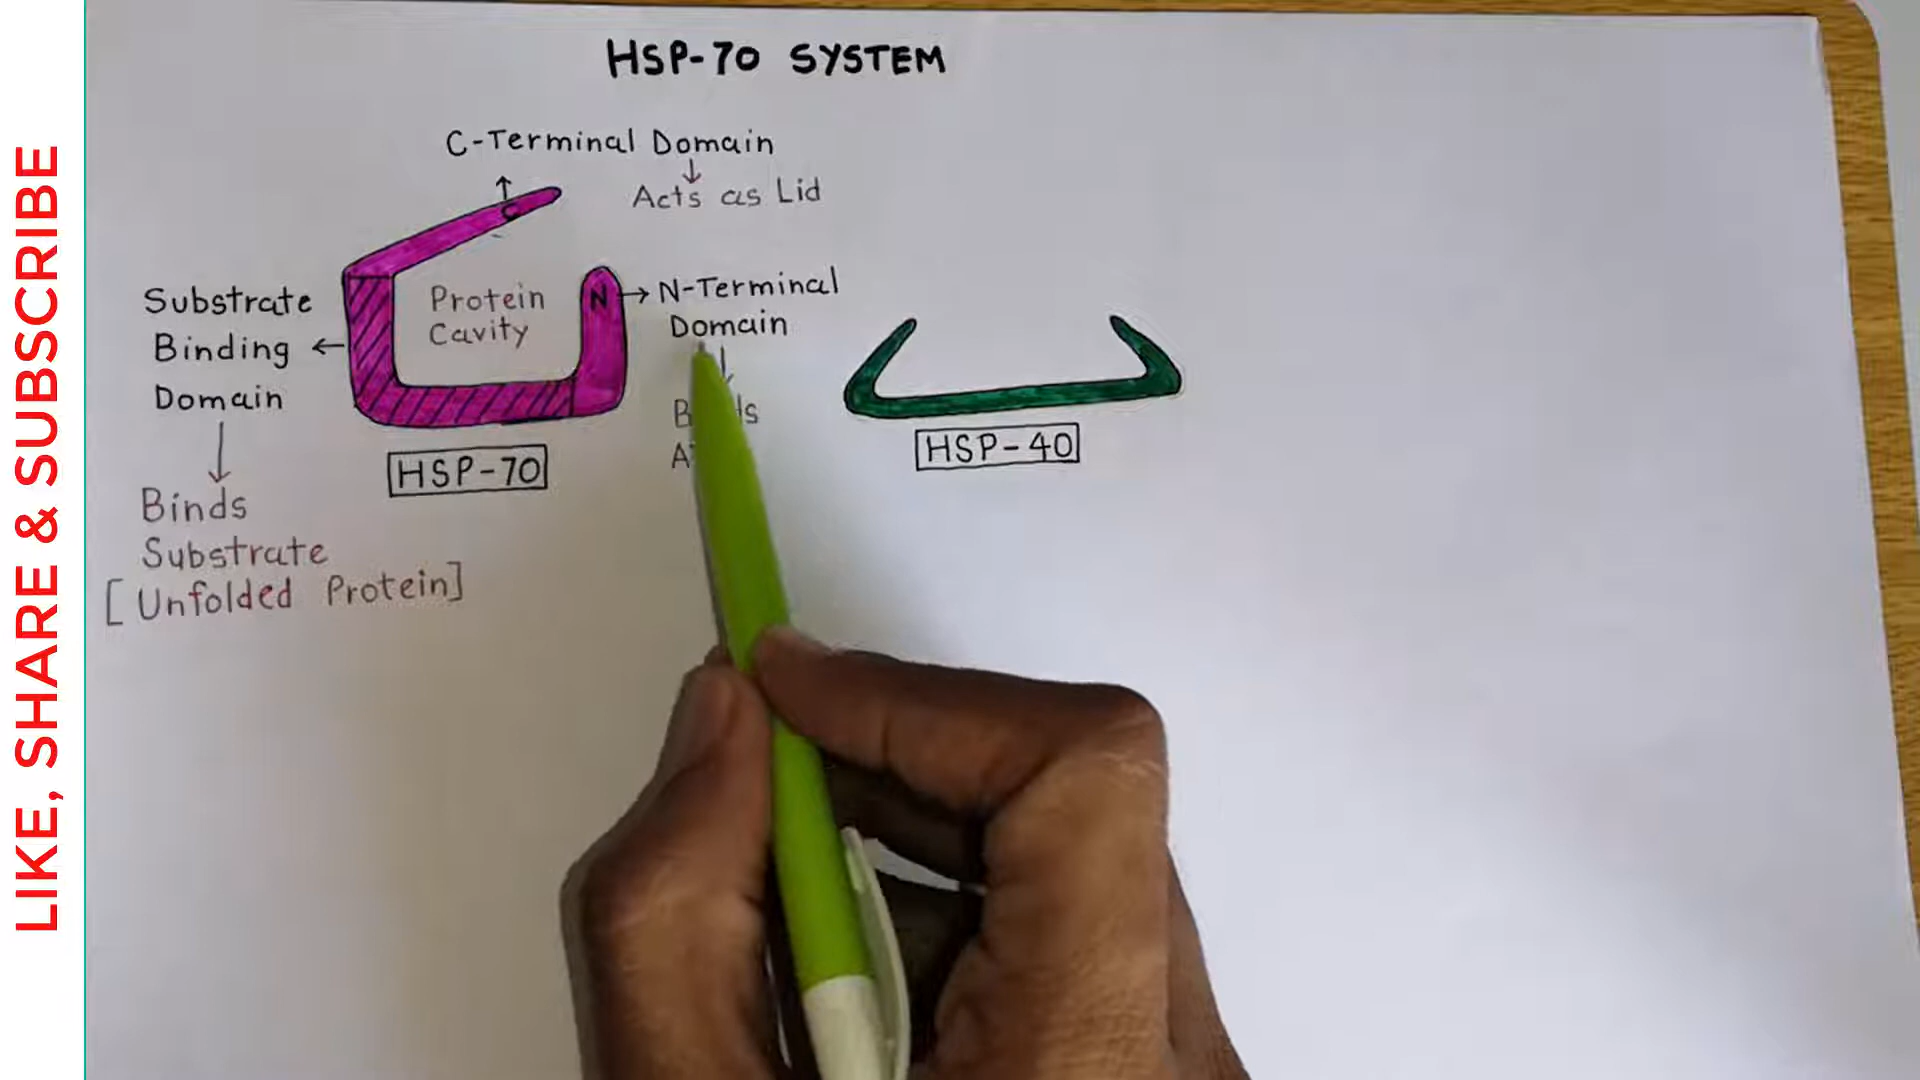 LIKE, SHARE & SUBSCRIBE
HSP-70 SYSTEM
C-Terminal Domain
Acts as Lid
C
Substrate
Binding
Domain
Protein
Cavity
N
N-Terminal
Domain
HSP-70
HSP-40
Binds
Substrate
[Unfolded Protein]